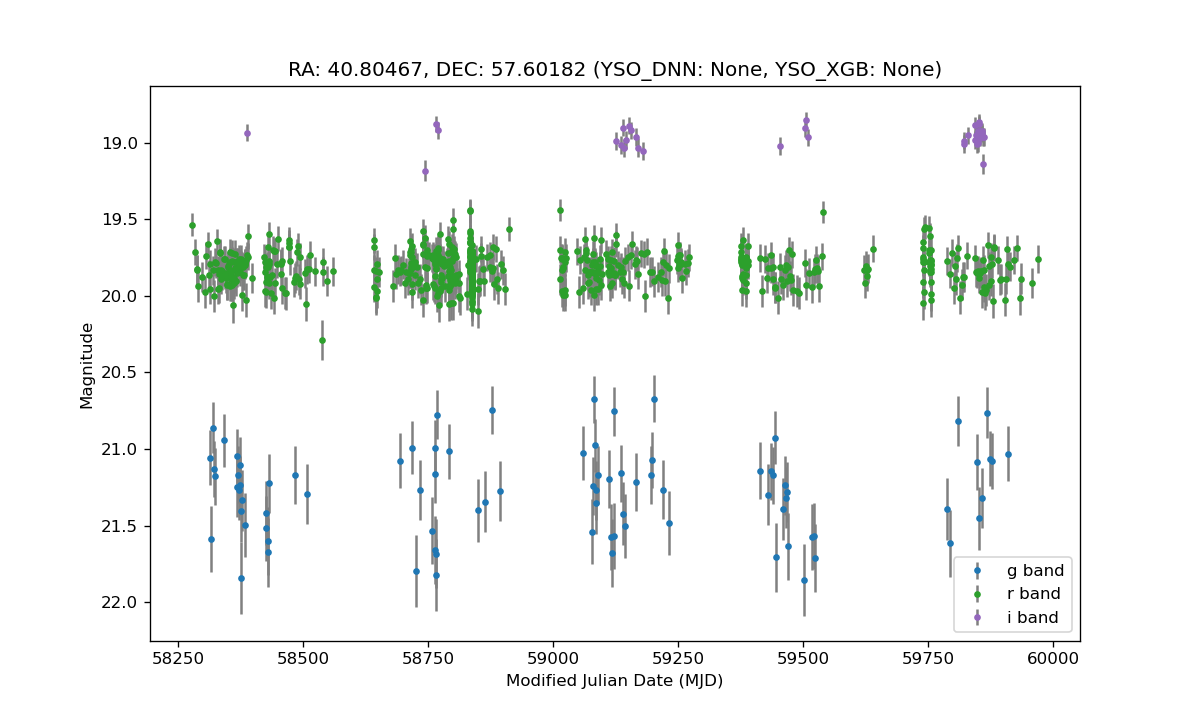 RA: 40.80467, DEC: 57.60182 (YSO_DNN: None, YSO_XGB: None)
19.0
19.5
20.0
20.5
21.0
21.5
22.0
Magnitude
g band
r band
i band
58250 58500 58750 59000 59250 59500 59750 60000
Modified Julian Date (MJD)